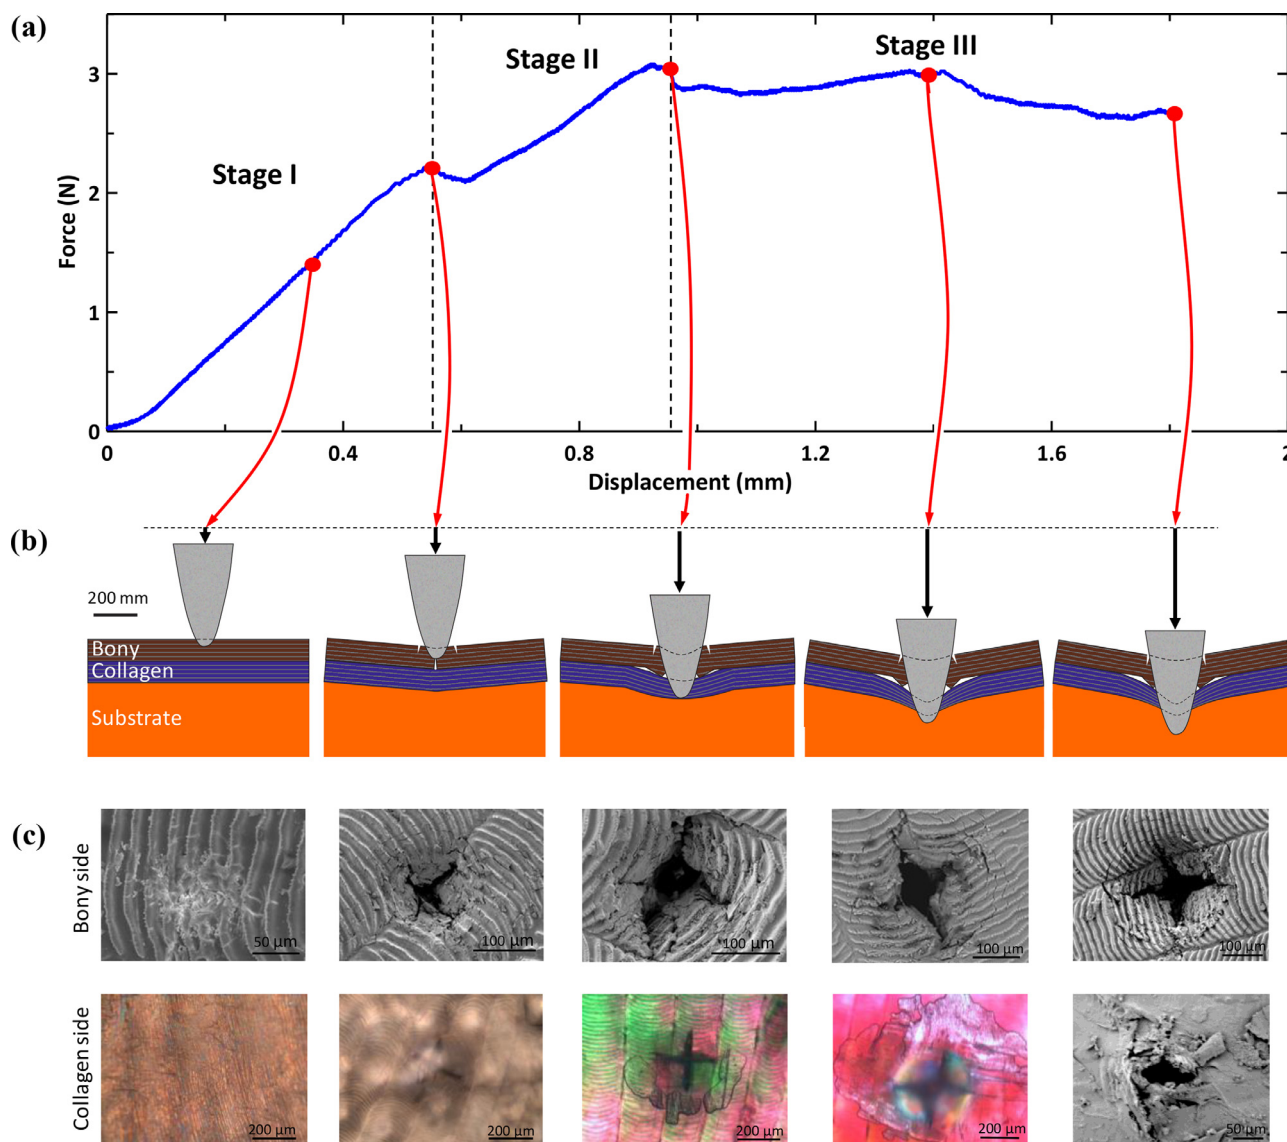 (a)
Stage I
Stage II
Stage III
Force (N)
3
2
1
0
0
0.4
0.8
1.2
1.6
2
Displacement (mm)
(b)
200 mm
Bony
Collagen
Substrate
(c)
Bony side
50 µm
100 µm
100 µm
100 µm
100 µm
Collagen side
200 µm
200 µm
200 µm
200 µm
50 µm